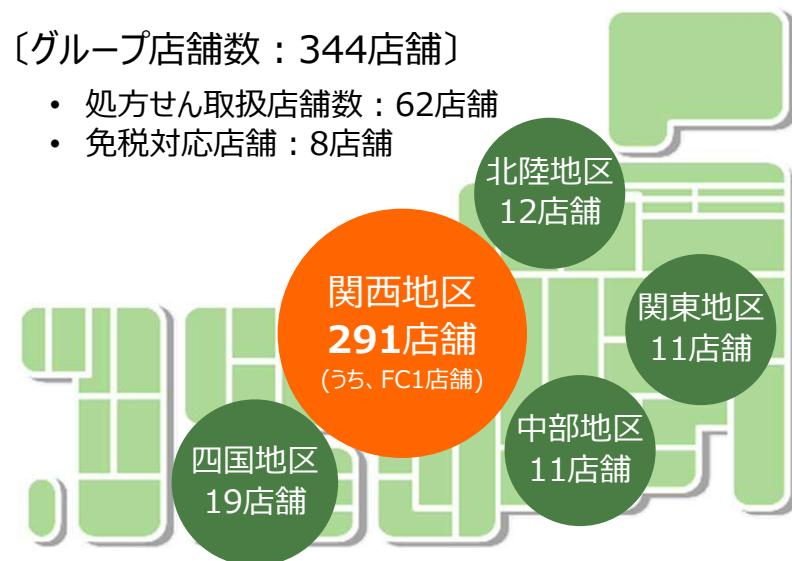 〔グループ店舗数：344店舗〕
• 処方せん取扱店舗数：62店舗
• 免税対応店舗：8店舗
北陸地区
12店舗
関西地区
291店舗
(うち、FC1店舗)
関東地区
11店舗
中部地区
11店舗
四国地区
19店舗